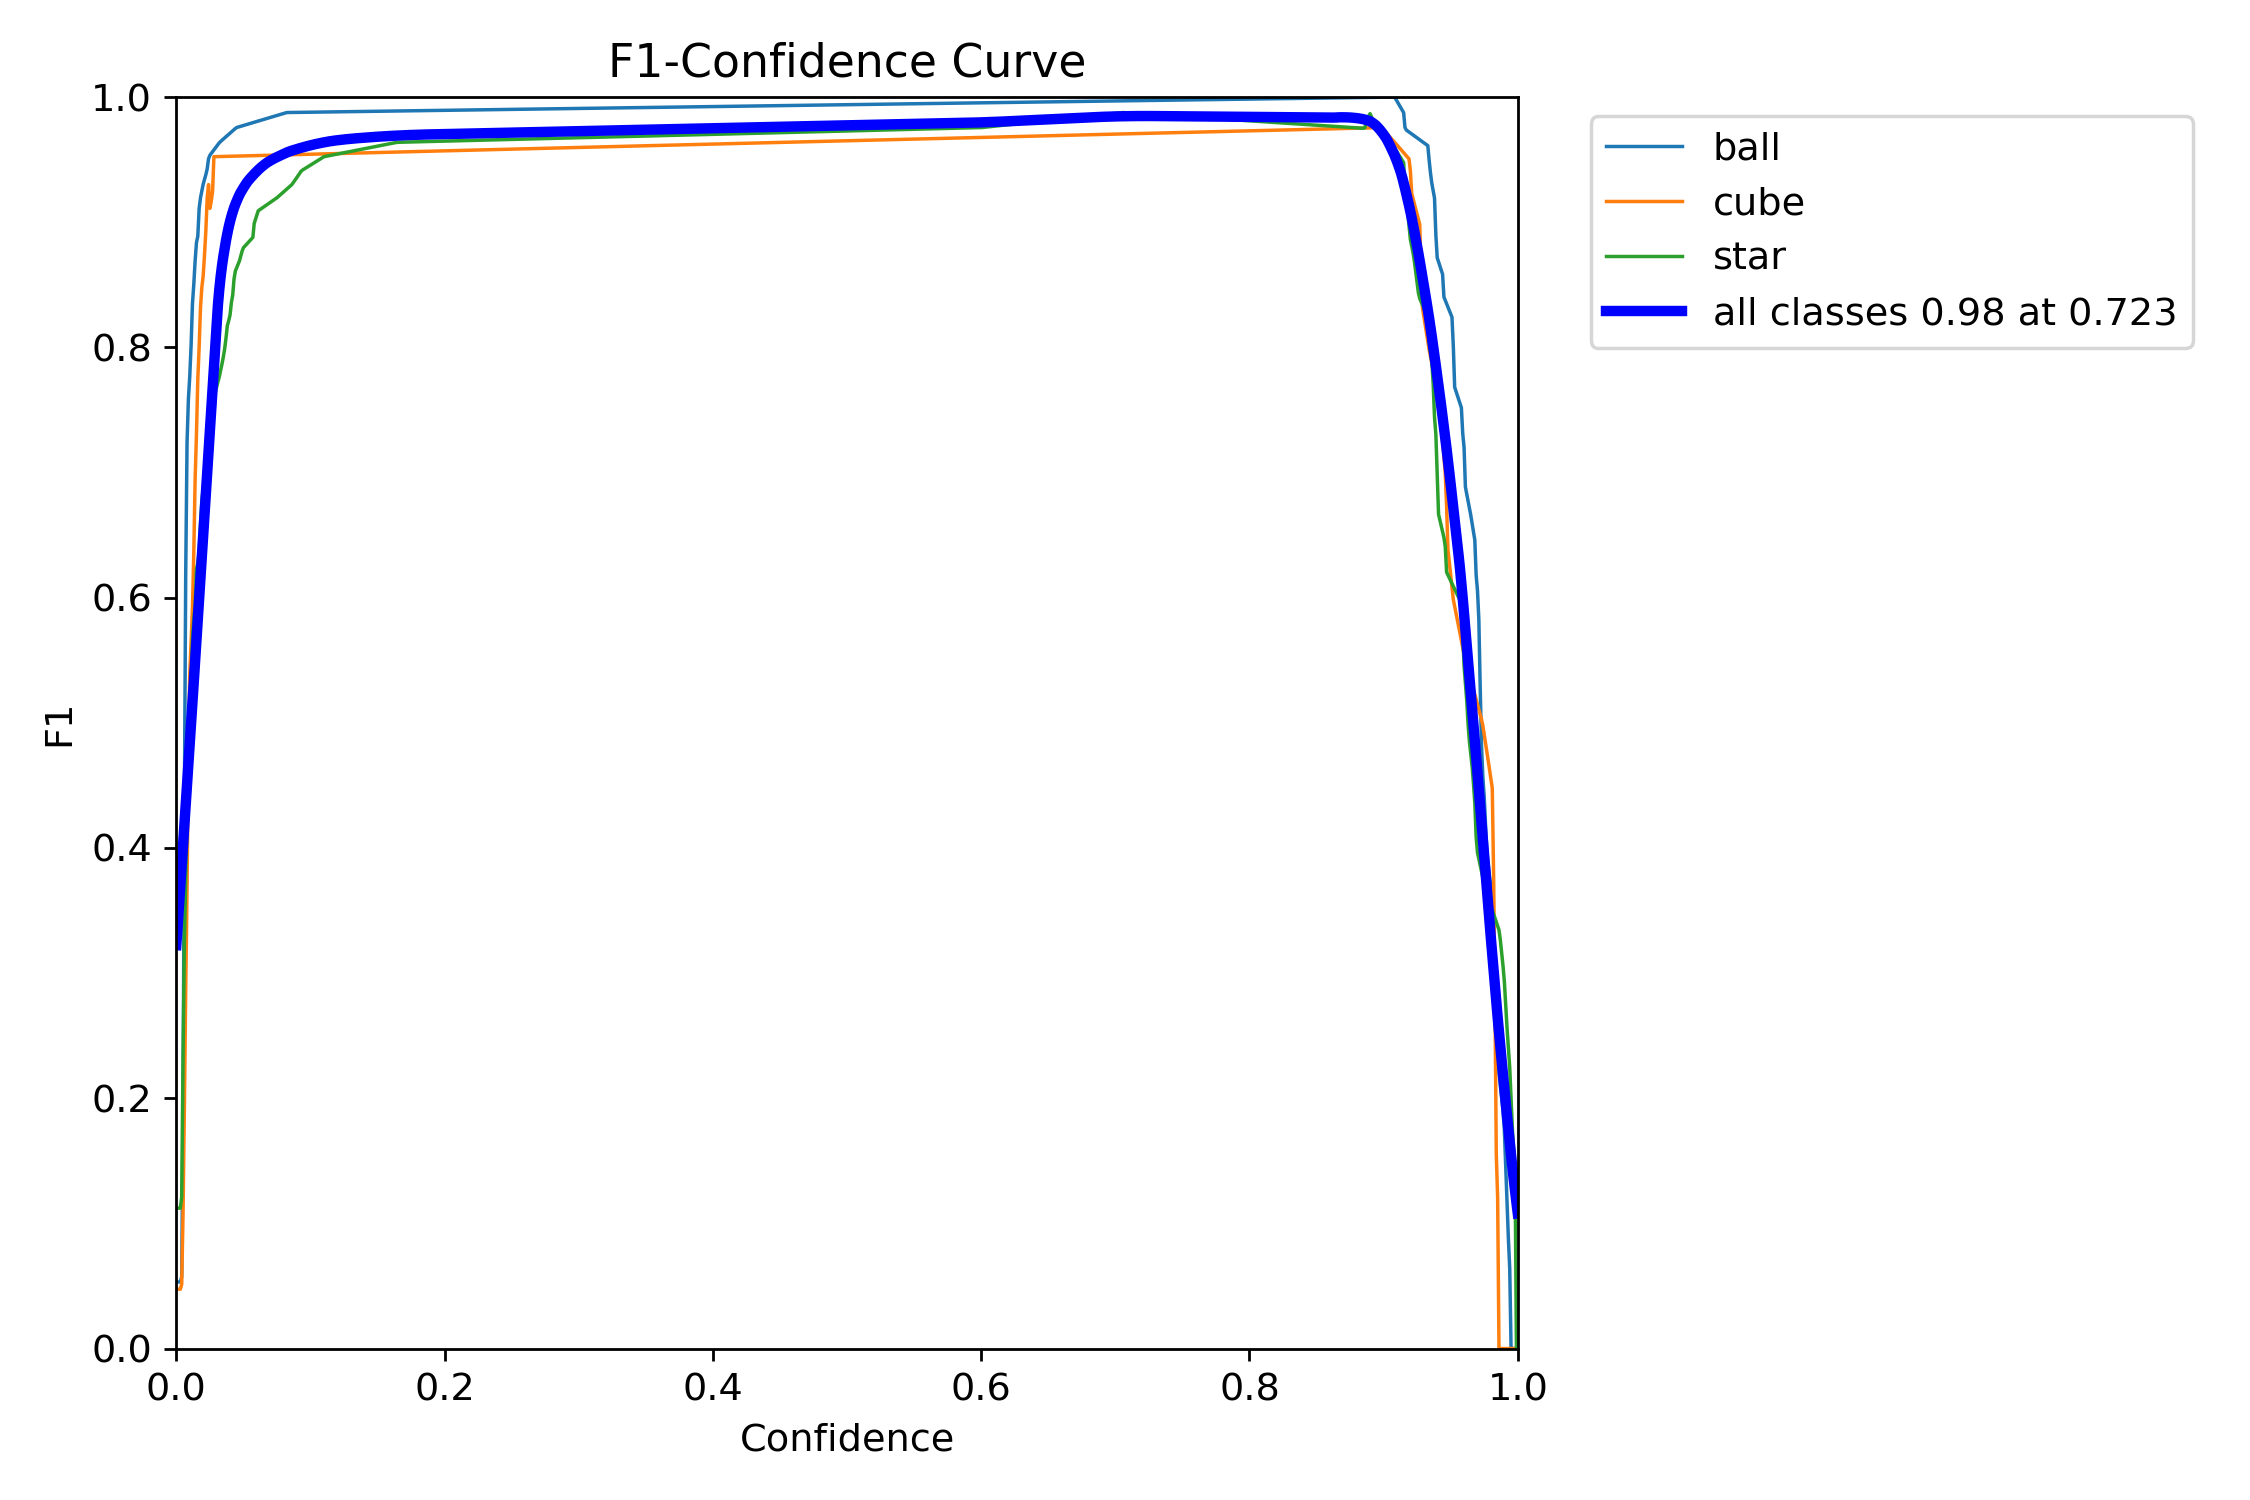 F1-Confidence Curve
1.0
0.8
0.6
0.4
0.2
0.0
F1
0.0 0.2 0.4 0.6 0.8 1.0
Confidence
ball
cube
star
all classes 0.98 at 0.723